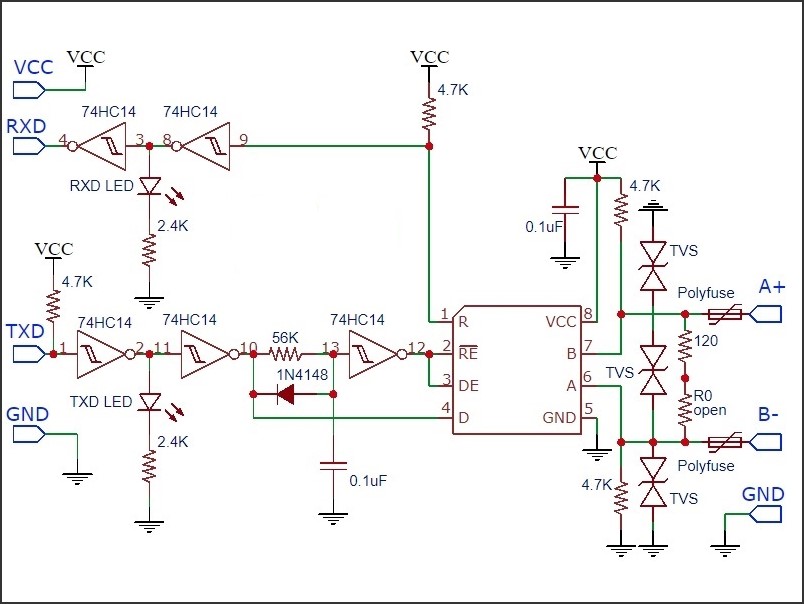 VCC
VCC
VCC
74HC14
74HC14
4.7K
RXD
4
3
8
9
VCC
RXD LED
4.7K
2.4K
0.1uF
VCC
TVS
4.7K
Polyfuse
A+
TXD
74HC14
74HC14
74HC14
1
R
VCC
8
1
2
11
10
56K
13
12
2
RE
B
7
120
1N4148
TVS
TXD LED
3
DE
A
6
R0
open
GND
4
D
GND
5
B-
2.4K
Polyfuse
0.1uF
4.7K
TVS
GND